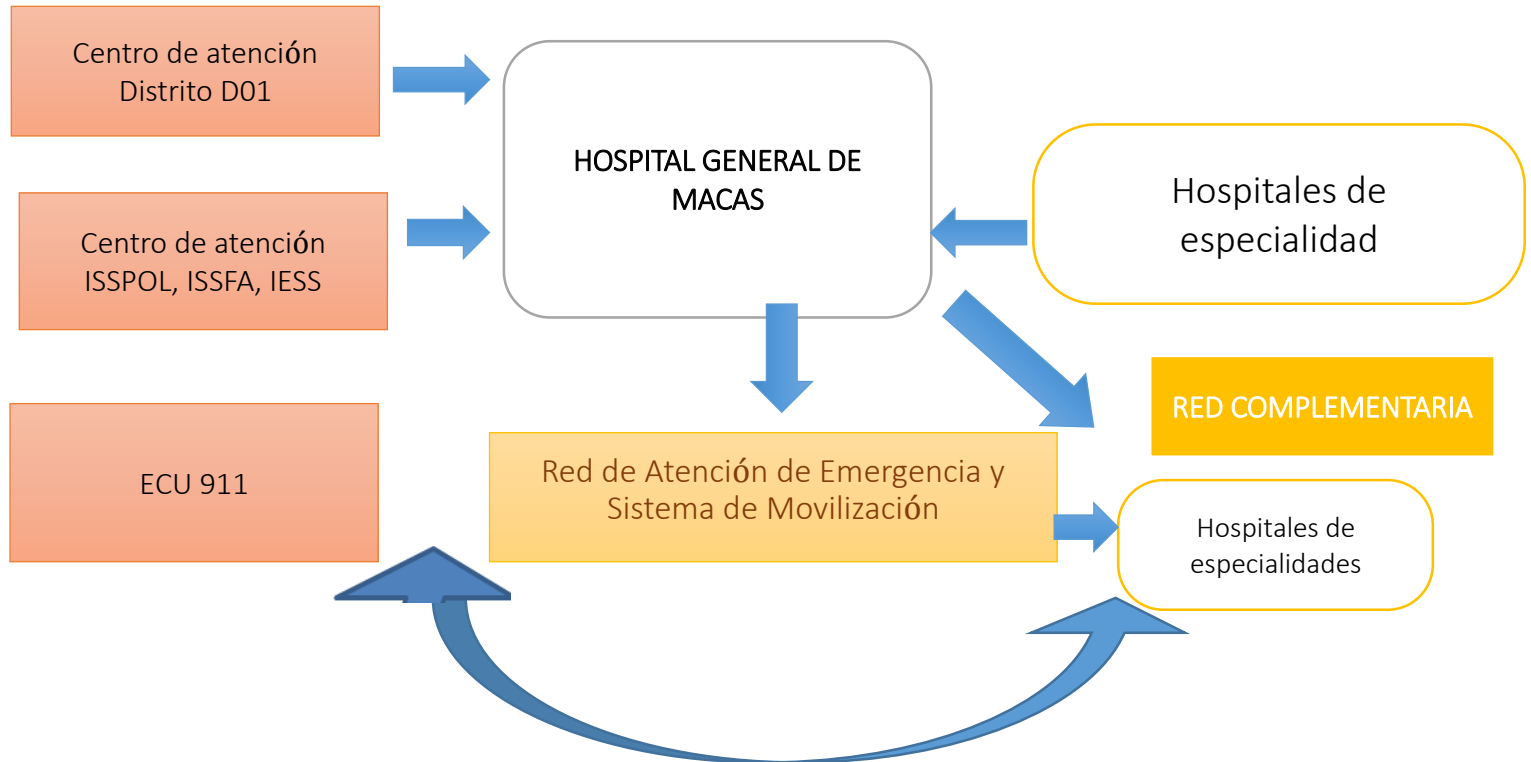 Centro de atención
Distrito D01
HOSPITAL GENERAL DE
MACAS
Hospitales de
especialidad
Centro de atención
ISSPOL, ISSFA, IESS
RED COMPLEMENTARIA
ECU 911
Red de Atención de Emergencia y
Sistema de Movilización
Hospitales de
especialidades